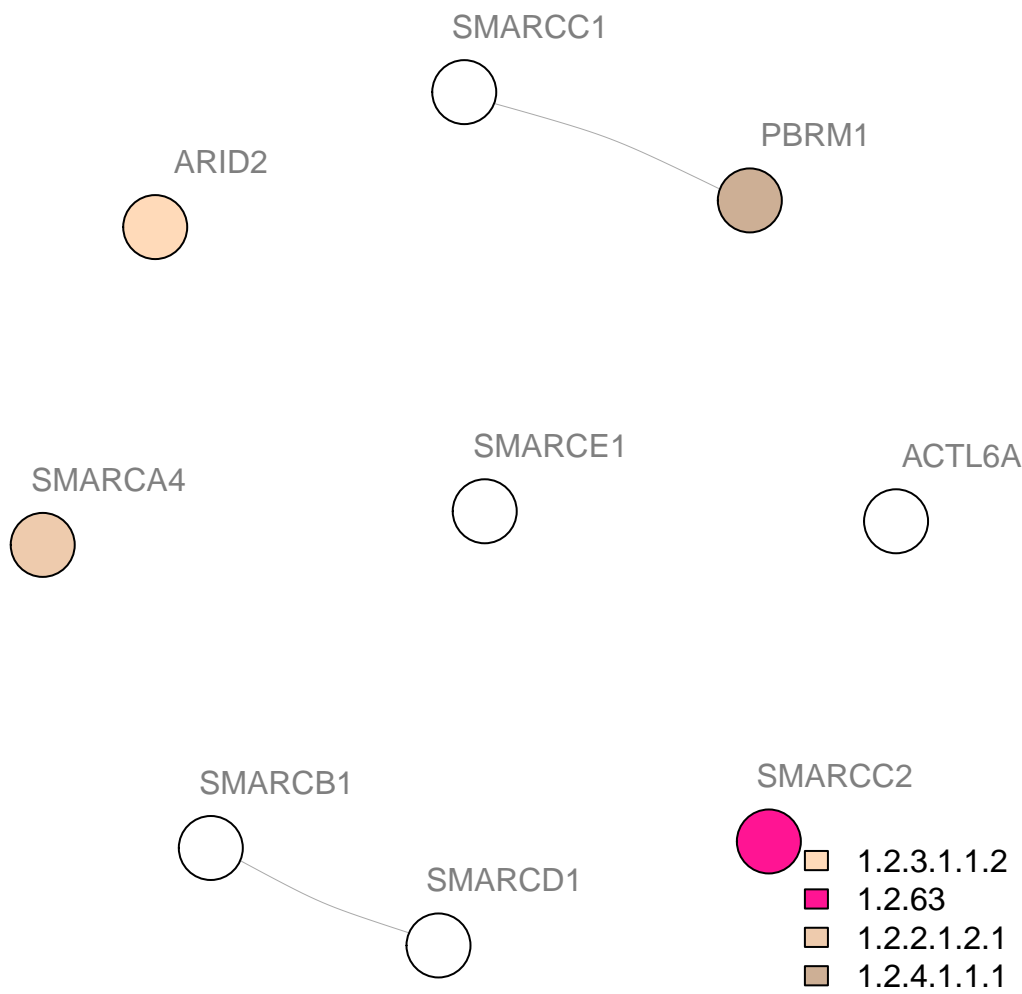 SMARCC1
PBRM1
ARID2
SMARCE1
ACTL6A
SMARCA4
SMARCB1
SMARCC2
SMARCD1
1.2.3.1.1.2
1.2.63
1.2.2.1.2.1
1.2.4.1.1.1